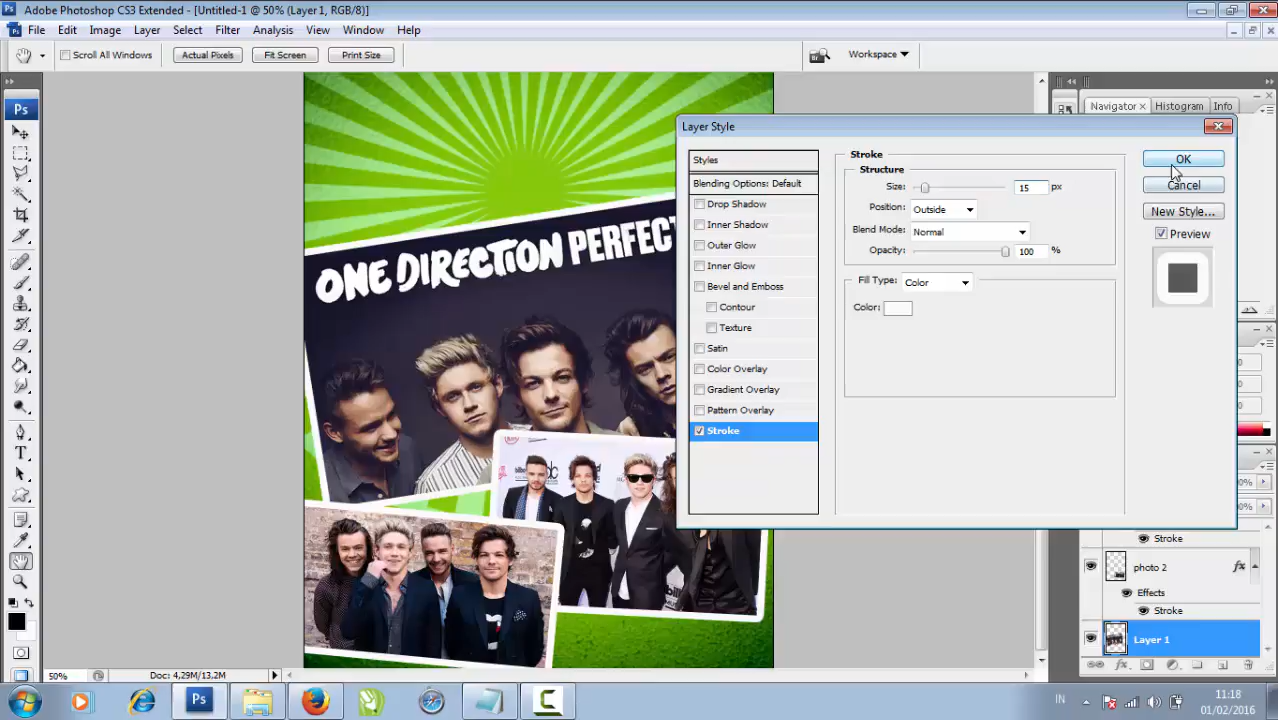 Adobe Photoshop CS3 Extended - [Untitled-1 @ 50% (Layer 1, RGB/8)]
File Edit Image Layer Select Filter Analysis View Window Help
Scroll All Windows Actual Pixels Fit Screen Print Size Workspace
Ps
Navigator × Histogram Info
Layer Style
Styles
Blending Options: Default
Drop Shadow
Inner Shadow
Outer Glow
Inner Glow
Bevel and Emboss
Contour
Texture
Satin
Color Overlay
Gradient Overlay
Pattern Overlay
Stroke
Stroke
Structure
Size: 15 px
Position: Outside
Blend Mode: Normal
Opacity: 100 %
Fill Type: Color
Color:
OK
Cancel
New Style...
Preview
ONE DIRECTION PERFECT
Stroke
photo 2 fx
Effects
Stroke
Layer 1
50% Doc: 4,29M/13,2M
Ps
IN
11:18
01/02/2016